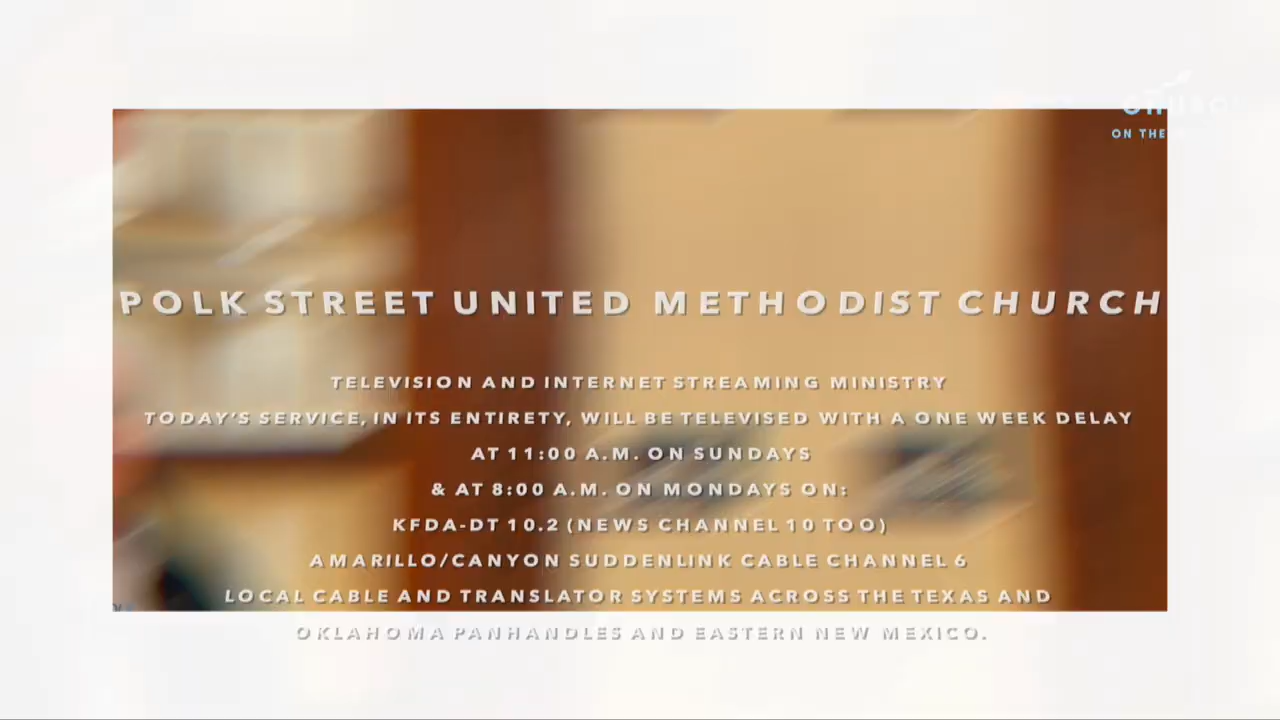 CHURCH
ON THE
POLK STREET UNITED METHODIST CHURCH
TELEVISION AND INTERNET STREAMING MINISTRY
TODAY'S SERVICE, IN ITS ENTIRETY, WILL BE TELEVISED WITH A ONE WEEK DELAY
AT 11:00 A.M. ON SUNDAYS
& AT 8:00 A.M. ON MONDAYS ON:
KFDA-DT 10.2 (NEWS CHANNEL 10 TOO)
AMARILLO/CANYON SUDDENLINK CABLE CHANNEL 6
LOCAL CABLE AND TRANSLATOR SYSTEMS ACROSS THE TEXAS AND
OKLAHOMA PANHANDLES AND EASTERN NEW MEXICO.